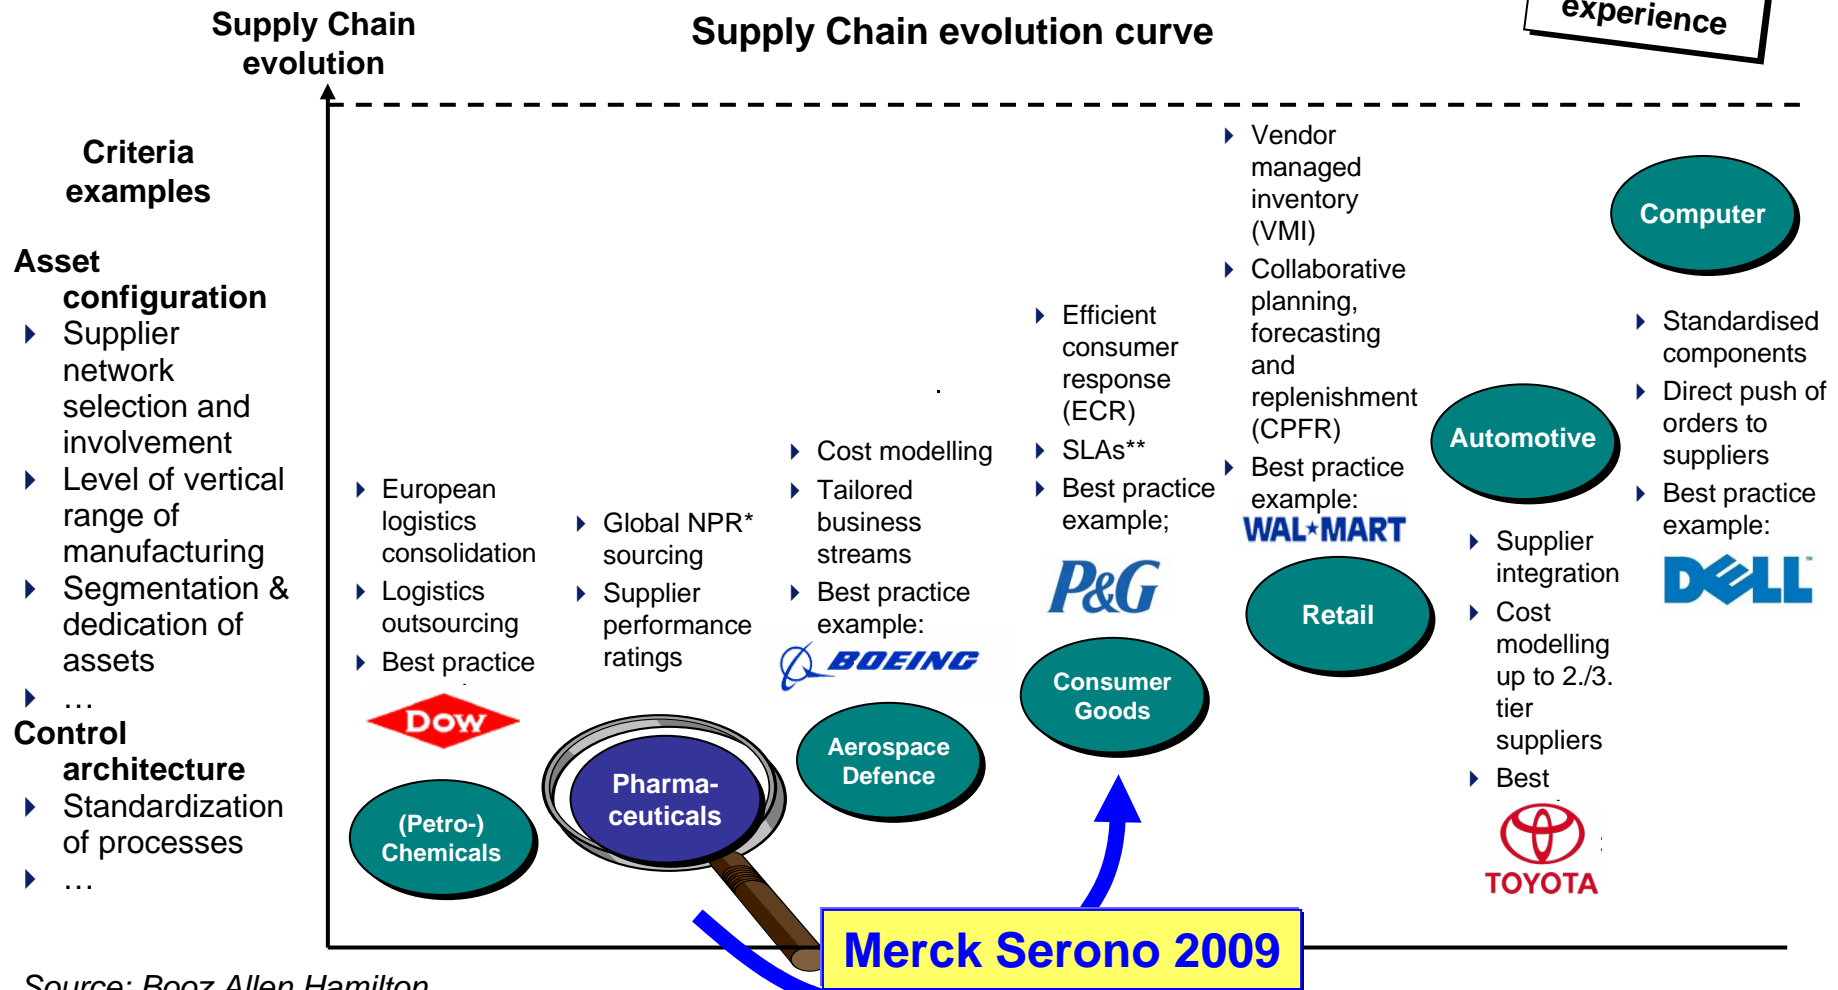 Supply Chain
evolution
Supply Chain evolution curve
experience
Criteria
examples
Asset
configuration
Supplier
network
selection and
involvement
Level of vertical
range of
manufacturing
Segmentation &
dedication of
assets
…
Control
architecture
Standardization
of processes
…
European
logistics
consolidation
Logistics
outsourcing
Best practice
Dow
(Petro-)
Chemicals
Global NPR*
sourcing
Supplier
performance
ratings
Pharma-
ceuticals
Cost modelling
Tailored
business
streams
Best practice
example:
BOEING
Aerospace
Defence
Efficient
consumer
response
(ECR)
SLAs**
Best practice
example;
P&G
Consumer
Goods
Vendor
managed
inventory
(VMI)
Collaborative
planning,
forecasting
and
replenishment
(CPFR)
Best practice
example:
WAL★MART
Retail
Automotive
Supplier
integration
Cost
modelling
up to 2./3.
tier
suppliers
Best
TOYOTA
Computer
Standardised
components
Direct push of
orders to
suppliers
Best practice
example:
DELL™
Merck Serono 2009
Source: Booz Allen Hamilton